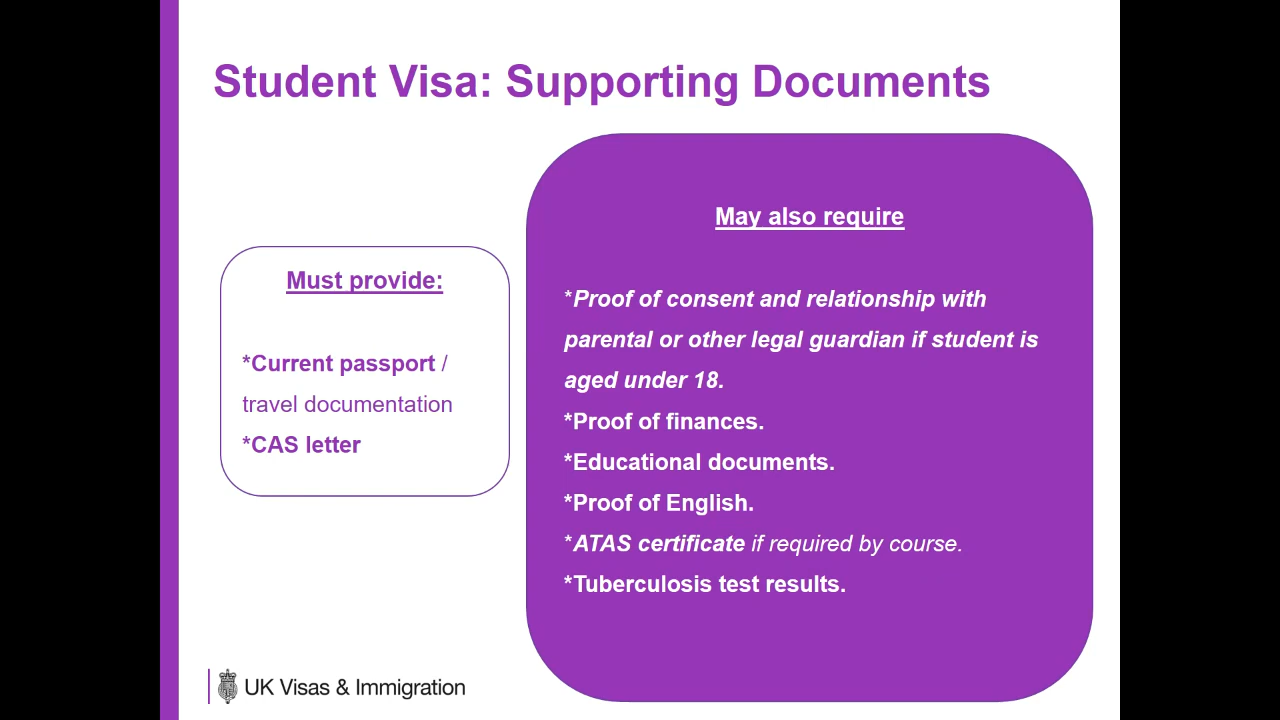 Student Visa: Supporting Documents
Must provide:
*Current passport /
travel documentation
*CAS letter
May also require
*Proof of consent and relationship with
parental or other legal guardian if student is
aged under 18.
*Proof of finances.
*Educational documents.
*Proof of English.
*ATAS certificate if required by course.
*Tuberculosis test results.
UK Visas & Immigration